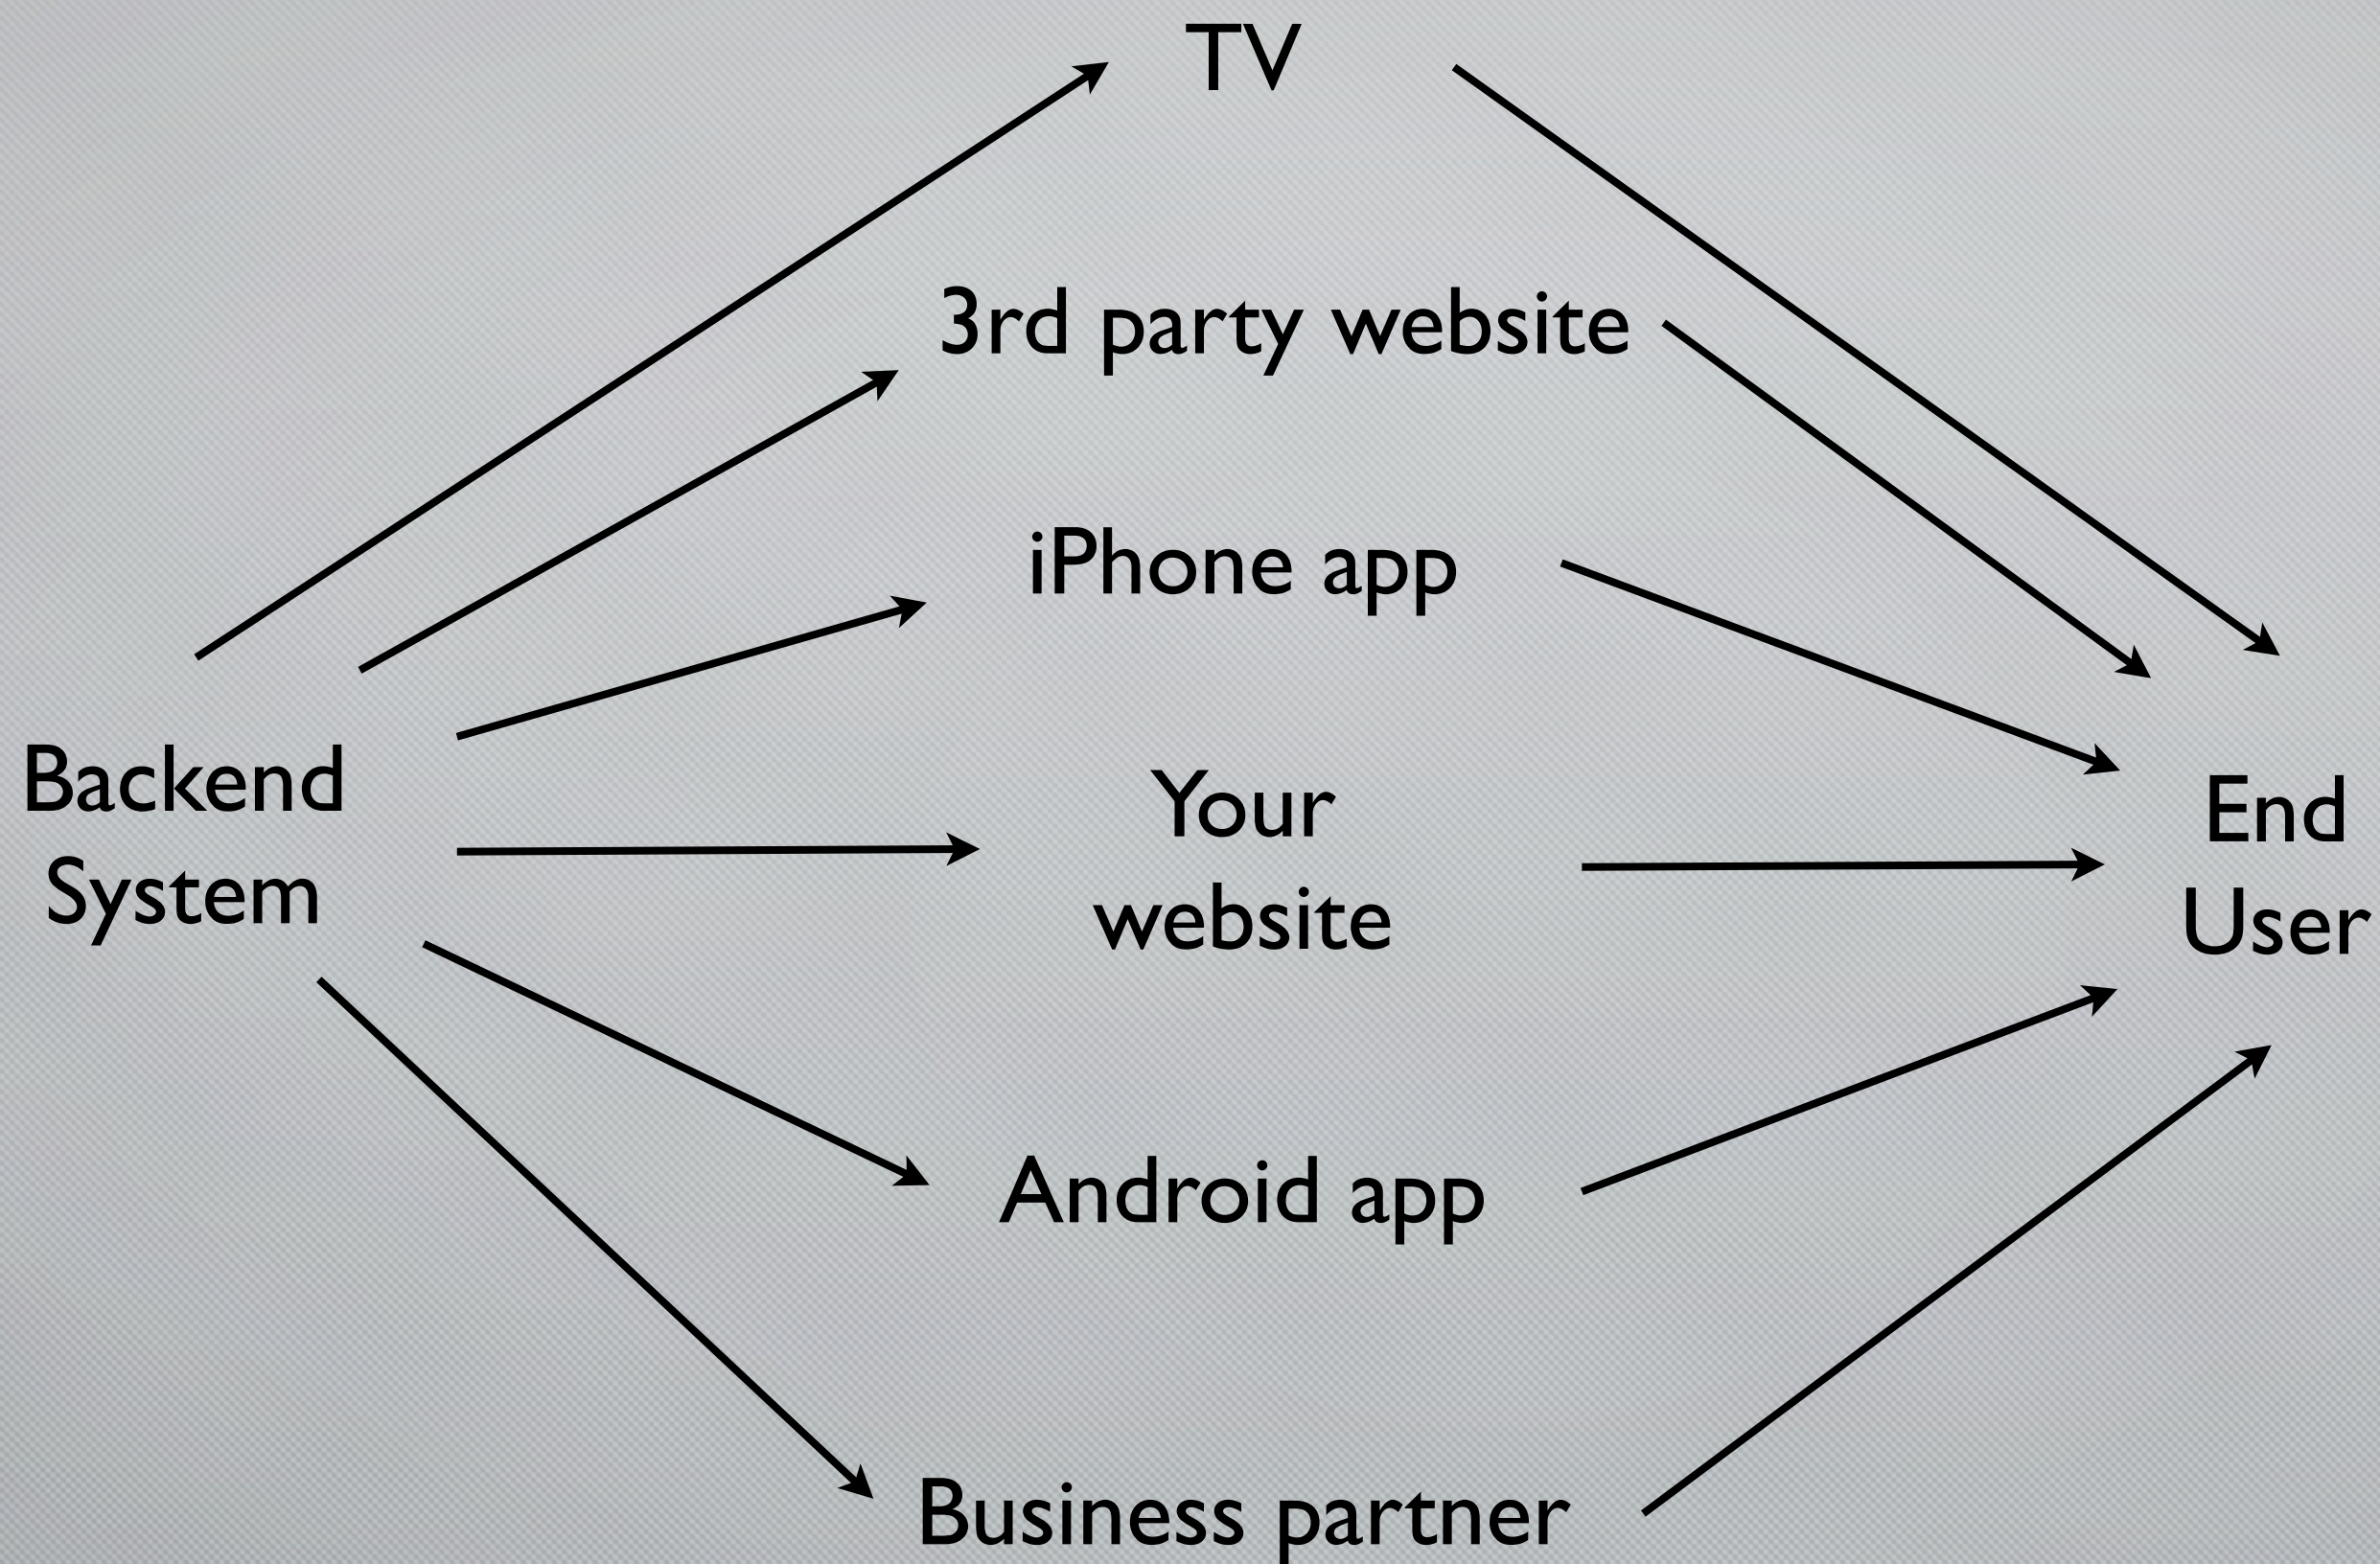 TV
3rd party website
iPhone app
Backend
System
Your
website
End
User
Android app
Business partner